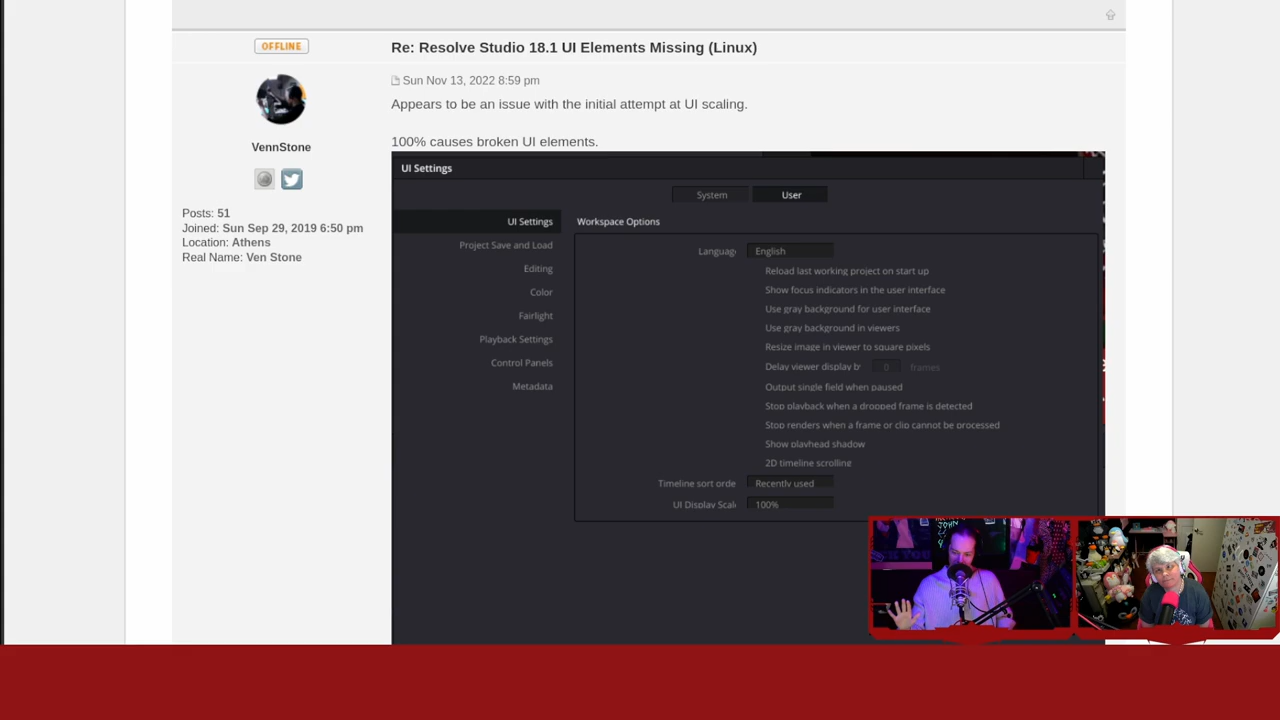 Re: Resolve Studio 18.1 UI Elements Missing (Linux)
OFFLINE
Sun Nov 13, 2022 8:59 pm
Appears to be an issue with the initial attempt at UI scaling.
100% causes broken UI elements.
VennStone
Posts: 51
Joined: Sun Sep 29, 2019 6:50 pm
Location: Athens
Real Name: Ven Stone
UI Settings
System
User
UI Settings
Project Save and Load
Editing
Color
Fairlight
Playback Settings
Control Panels
Metadata
Workspace Options
Languag English
Reload last working project on start up
Show focus indicators in the user interface
Use gray background for user interface
Use gray background in viewers
Resize image in viewer to square pixels
Delay viewer display b 0 frames
Output single field when paused
Stop playback when a dropped frame is detected
Stop renders when a frame or clip cannot be processed
Show playhead shadow
2D timeline scrolling
Timeline sort orde Recently used
UI Display Scal 100%
JOHN